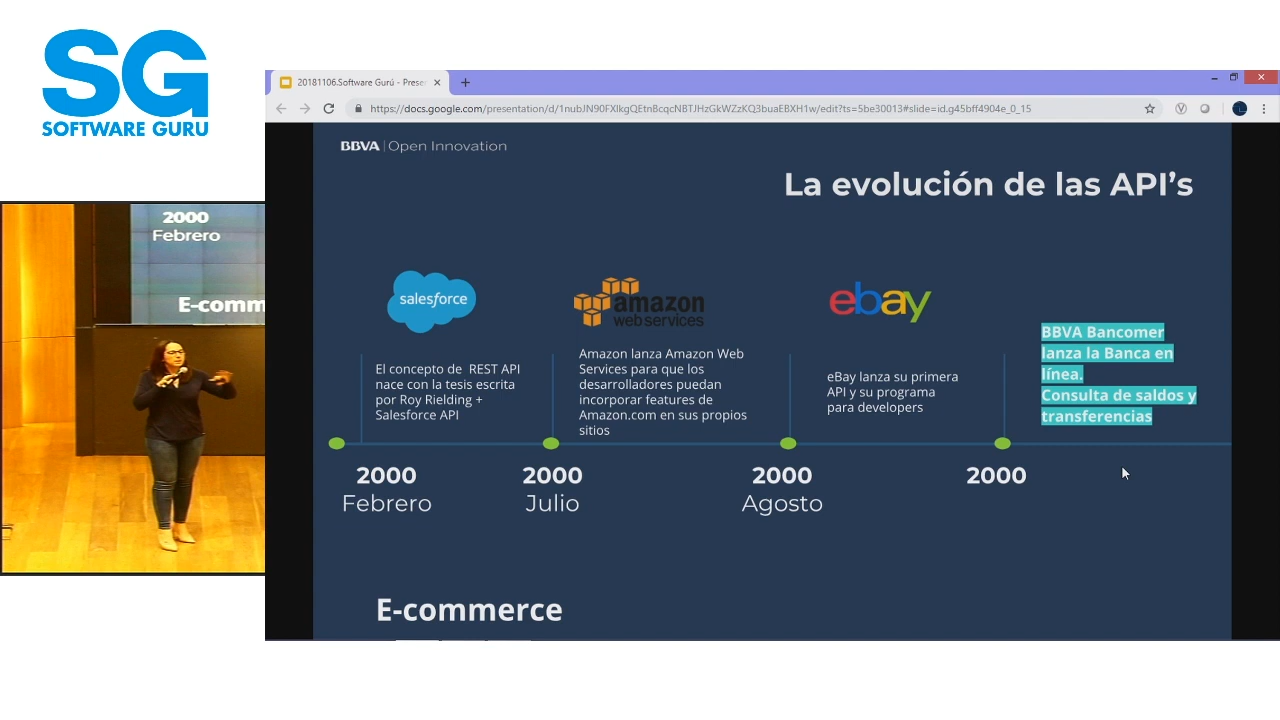 SG
SOFTWARE GURU
20181106.Software Gurú - Prese
https://docs.google.com/presentation/d/1nubJN90FXlkgQEtnBcqcNBTJHzGkWZzKQ3buaEBXH1w/edit?ts=5be30013#slide=id.g45bff4904e_0_15
BBVA | Open Innovation
La evolución de las API's
salesforce
amazon
web services
ebay
El concepto de REST API
nace con la tesis escrita
por Roy Rielding +
Salesforce API
Amazon lanza Amazon Web
Services para que los
desarrolladores puedan
incorporar features de
Amazon.com en sus propios
sitios
eBay lanza su primera
API y su programa
para developers
BBVA Bancomer
lanza la Banca en
línea.
Consulta de saldos y
transferencias
2000
Febrero
2000
Julio
2000
Agosto
2000
E-commerce
2000
Febrero
E-comm